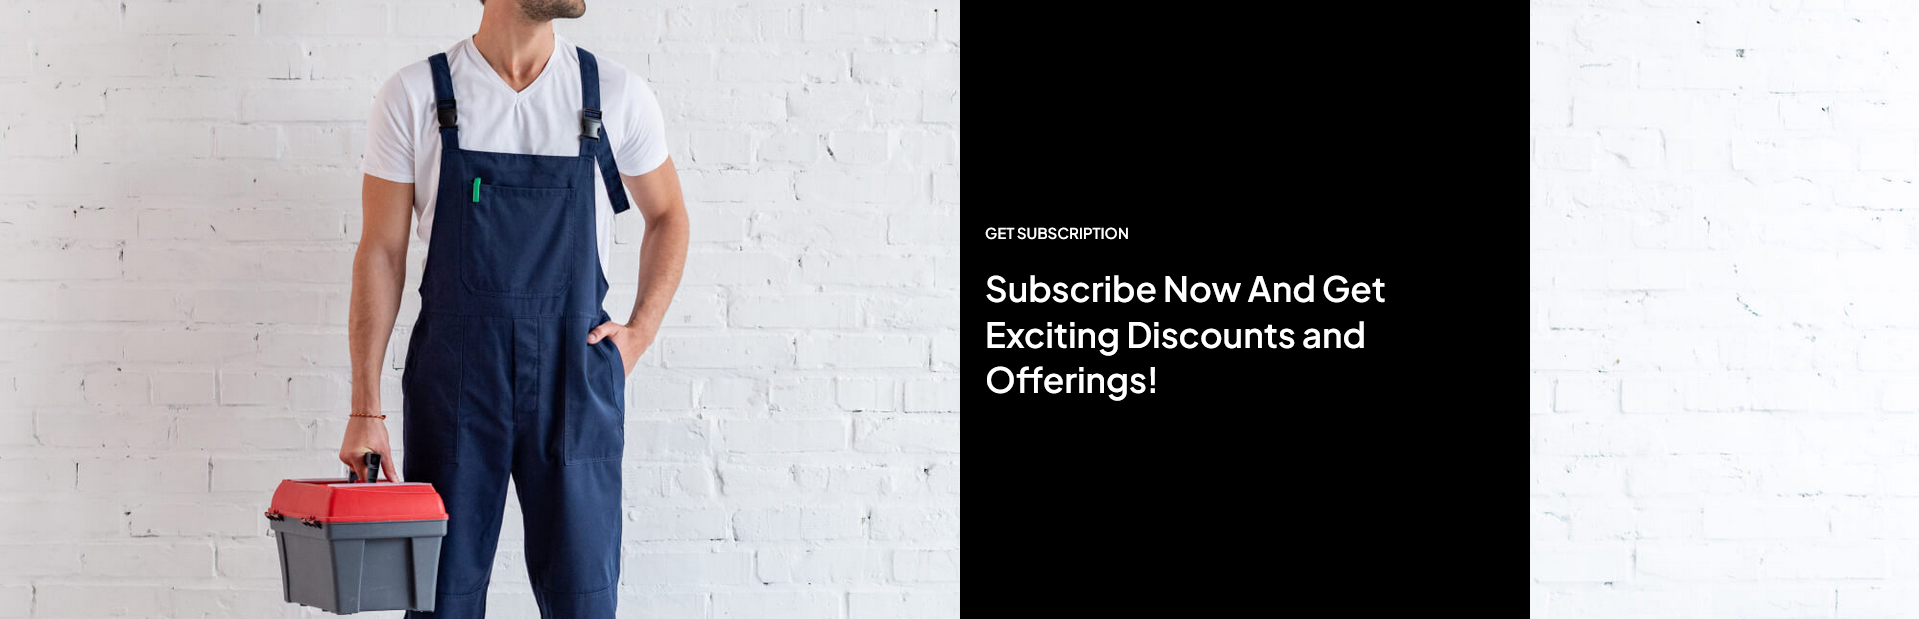 GET SUBSCRIPTION
Subscribe Now And Get
Exciting Discounts and
Offerings!